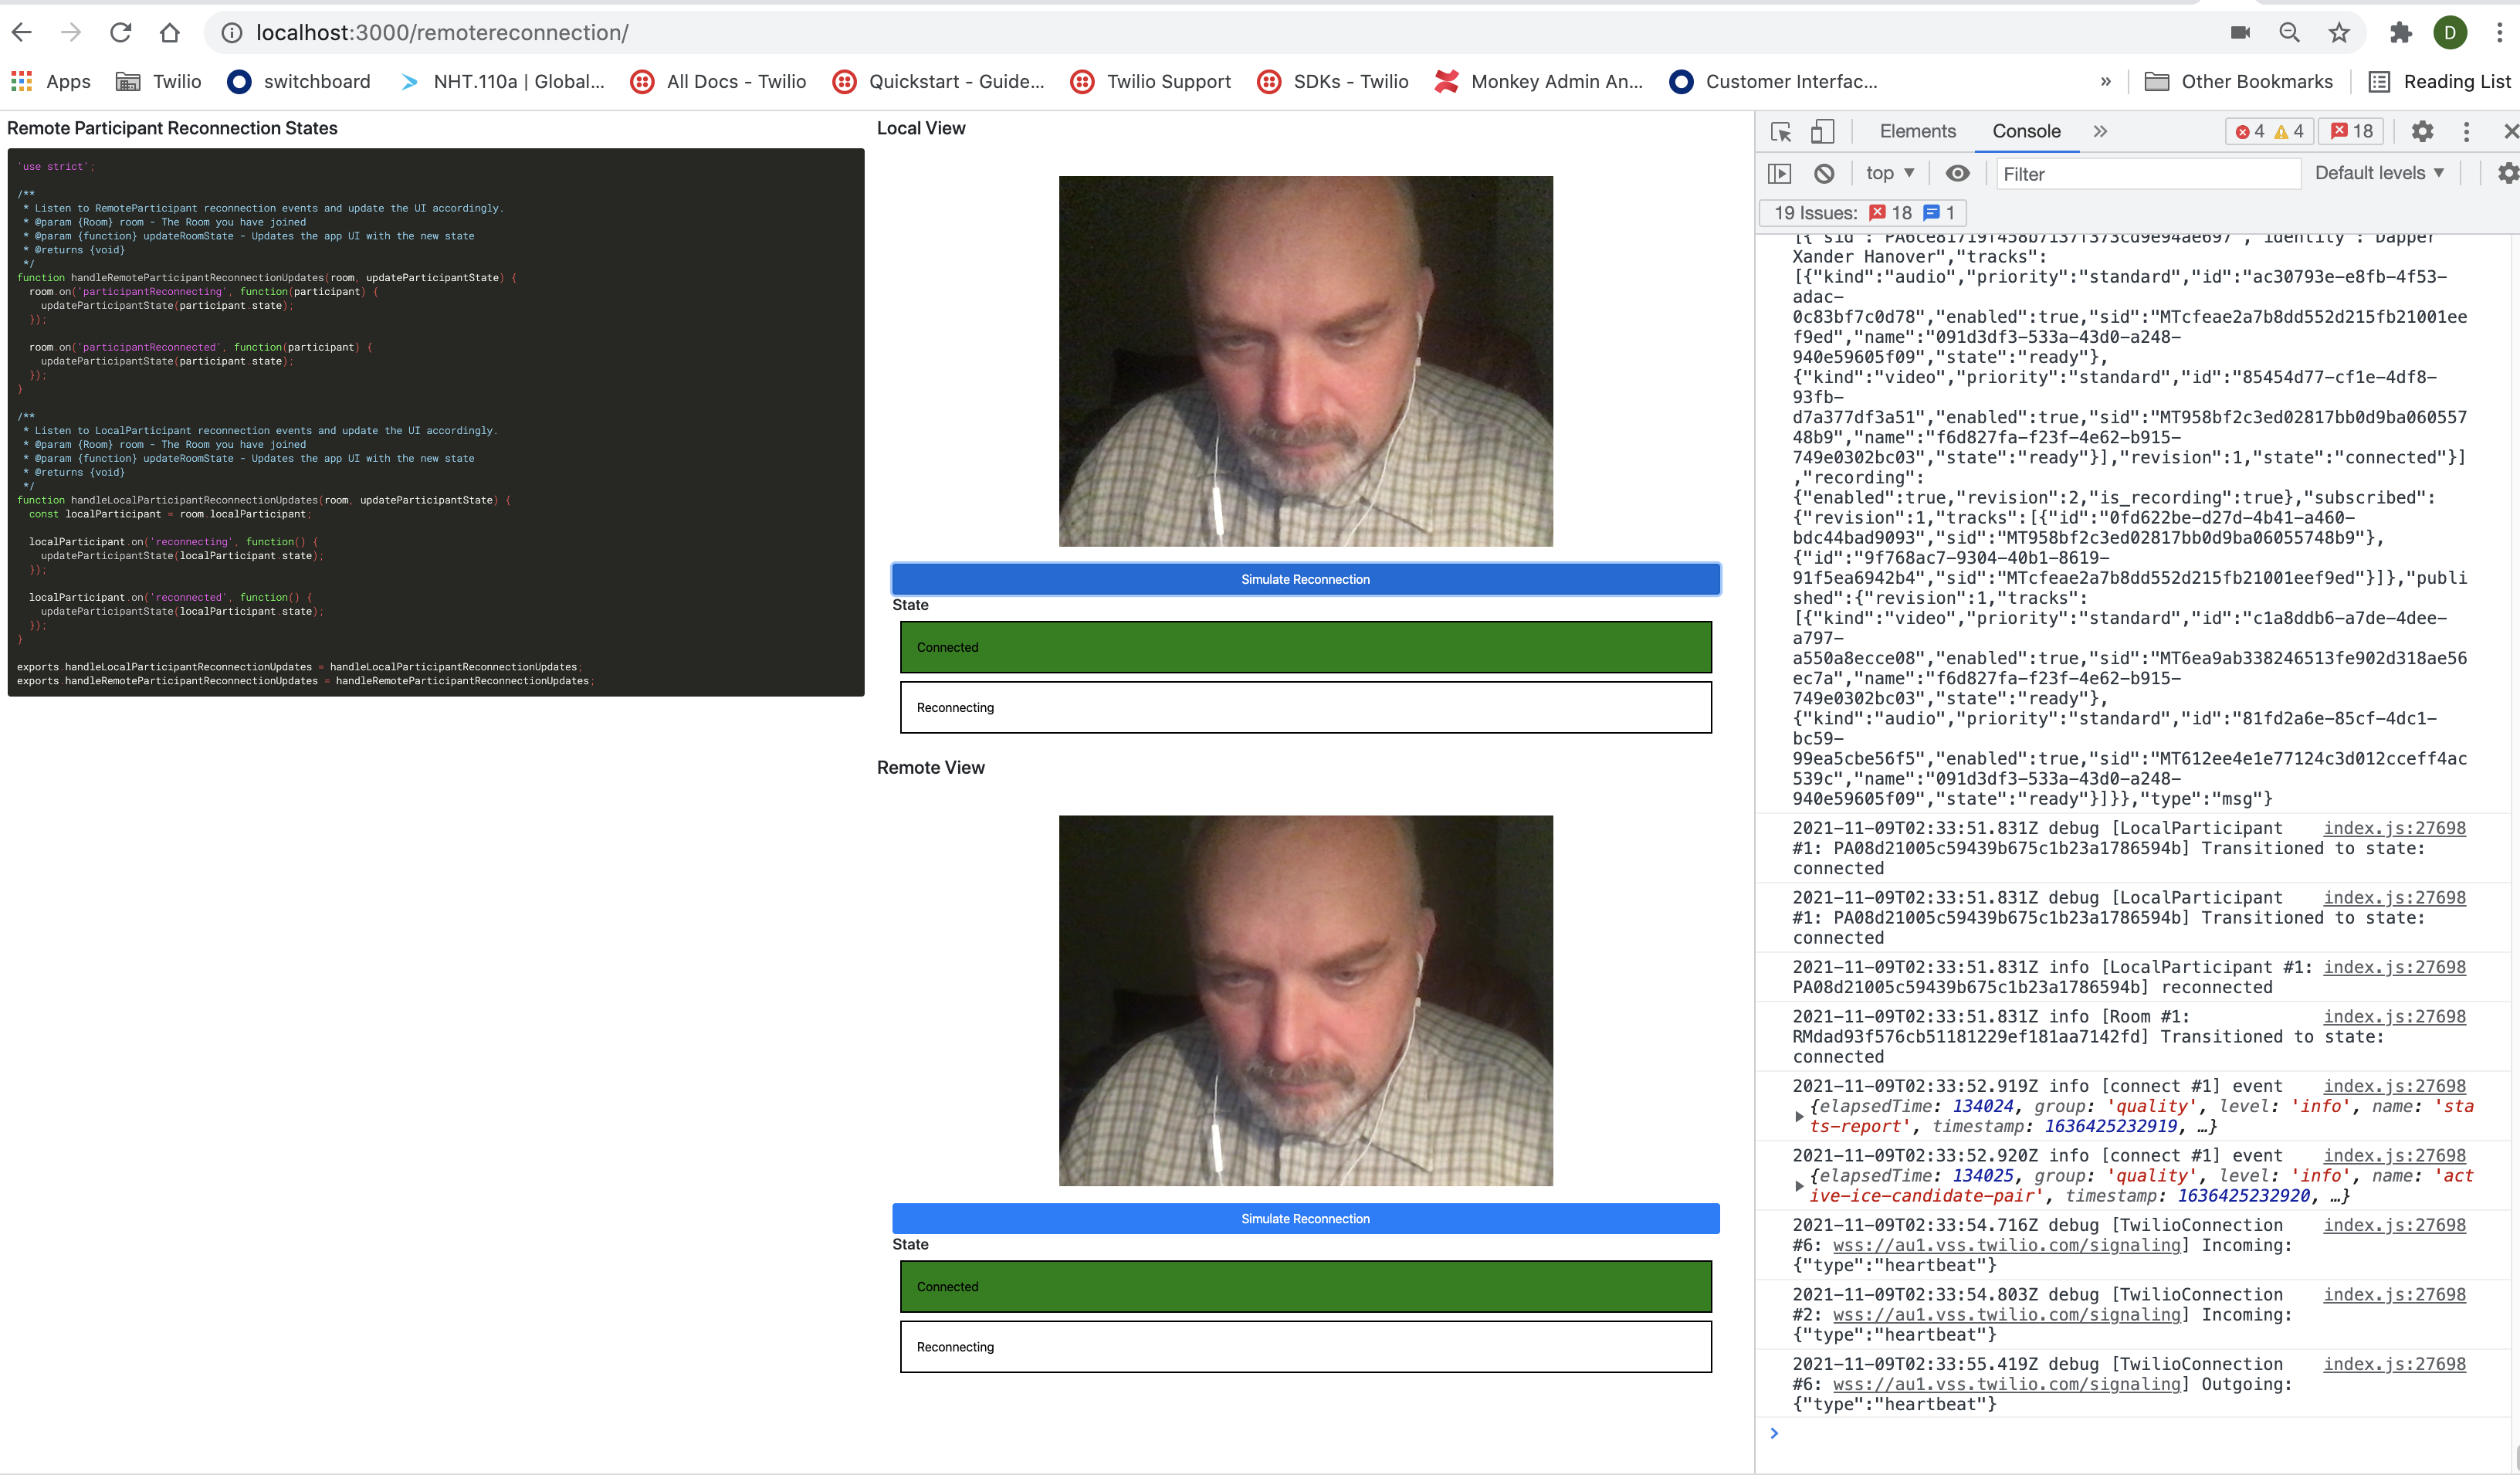 localhost:3000/remotereconnection/
D
Apps
Twilio
switchboard
NHT.110a | Global...
All Docs - Twilio
Quickstart - Guide...
Twilio Support
SDKs - Twilio
Monkey Admin An...
Customer Interfac...
»
Other Bookmarks
Reading List
Remote Participant Reconnection States
'use strict';
/**
* Listen to RemoteParticipant reconnection events and update the UI accordingly.
* @param {Room} room - The Room you have joined
* @param {function} updateRoomState - Updates the app UI with the new state
* @returns {void}
*/
function handleRemoteParticipantReconnectionUpdates(room, updateParticipantState) {
room.on('participantReconnecting', function(participant) {
updateParticipantState(participant.state);
});
room.on('participantReconnected', function(participant) {
updateParticipantState(participant.state);
});
}
/**
* Listen to LocalParticipant reconnection events and update the UI accordingly.
* @param {Room} room - The Room you have joined
* @param {function} updateRoomState - Updates the app UI with the new state
* @returns {void}
*/
function handleLocalParticipantReconnectionUpdates(room, updateParticipantState) {
const localParticipant = room.localParticipant;
localParticipant.on('reconnecting', function() {
updateParticipantState(localParticipant.state);
});
localParticipant.on('reconnected', function() {
updateParticipantState(localParticipant.state);
});
}
exports.handleLocalParticipantReconnectionUpdates = handleLocalParticipantReconnectionUpdates;
exports.handleRemoteParticipantReconnectionUpdates = handleRemoteParticipantReconnectionUpdates;
Local View
Simulate Reconnection
State
Connected
Reconnecting
Remote View
Simulate Reconnection
State
Connected
Reconnecting
Elements
Console
»
4
4
18
top
Filter
Default levels
19 Issues:
18
1
[{"sid":"PA6ce81719f458b7137f373cd9e94ae697","identity":"Dapper
Xander Hanover","tracks":
[{"kind":"audio","priority":"standard","id":"ac30793e-e8fb-4f53-
adac-
0c83bf7c0d78","enabled":true,"sid":"MTcfeae2a7b8dd552d215fb21001ee
f9ed","name":"091d3df3-533a-43d0-a248-
940e59605f09","state":"ready"},
{"kind":"video","priority":"standard","id":"85454d77-cf1e-4df8-
93fb-
d7a377df3a51","enabled":true,"sid":"MT958bf2c3ed02817bb0d9ba060557
48b9","name":"f6d827fa-f23f-4e62-b915-
749e0302bc03","state":"ready"}],"revision":1,"state":"connected"}]
,"recording":
{"enabled":true,"revision":2,"is_recording":true},"subscribed":
{"revision":1,"tracks":[{"id":"0fd622be-d27d-4b41-a460-
bdc44bad9093","sid":"MT958bf2c3ed02817bb0d9ba06055748b9"},
{"id":"9f768ac7-9304-40b1-8619-
91f5ea6942b4","sid":"MTcfeae2a7b8dd552d215fb21001eef9ed"}]},"publi
shed":{"revision":1,"tracks":
[{"kind":"video","priority":"standard","id":"c1a8ddb6-a7de-4dee-
a797-
a550a8ecce08","enabled":true,"sid":"MT6ea9ab338246513fe902d318ae56
ec7a","name":"f6d827fa-f23f-4e62-b915-
749e0302bc03","state":"ready"},
{"kind":"audio","priority":"standard","id":"81fd2a6e-85cf-4dc1-
bc59-
99ea5cbe56f5","enabled":true,"sid":"MT612ee4e1e77124c3d012cceff4ac
539c","name":"091d3df3-533a-43d0-a248-
940e59605f09","state":"ready"}]}},"type":"msg"}
2021-11-09T02:33:51.831Z debug [LocalParticipant index.js:27698
#1: PA08d21005c59439b675c1b23a1786594b] Transitioned to state:
connected
2021-11-09T02:33:51.831Z debug [LocalParticipant index.js:27698
#1: PA08d21005c59439b675c1b23a1786594b] Transitioned to state:
connected
2021-11-09T02:33:51.831Z info [LocalParticipant #1: index.js:27698
PA08d21005c59439b675c1b23a1786594b] reconnected
2021-11-09T02:33:51.831Z info [Room #1: index.js:27698
RMdad93f576cb51181229ef181aa7142fd] Transitioned to state:
connected
2021-11-09T02:33:52.919Z info [connect #1] event index.js:27698
{elapsedTime: 134024, group: 'quality', level: 'info', name: 'sta
ts-report', timestamp: 1636425232919, …}
2021-11-09T02:33:52.920Z info [connect #1] event index.js:27698
{elapsedTime: 134025, group: 'quality', level: 'info', name: 'act
ive-ice-candidate-pair', timestamp: 1636425232920, …}
2021-11-09T02:33:54.716Z debug [TwilioConnection index.js:27698
#6: wss://au1.vss.twilio.com/signaling] Incoming:
{"type":"heartbeat"}
2021-11-09T02:33:54.803Z debug [TwilioConnection index.js:27698
#2: wss://au1.vss.twilio.com/signaling] Incoming:
{"type":"heartbeat"}
2021-11-09T02:33:55.419Z debug [TwilioConnection index.js:27698
#6: wss://au1.vss.twilio.com/signaling] Outgoing:
{"type":"heartbeat"}